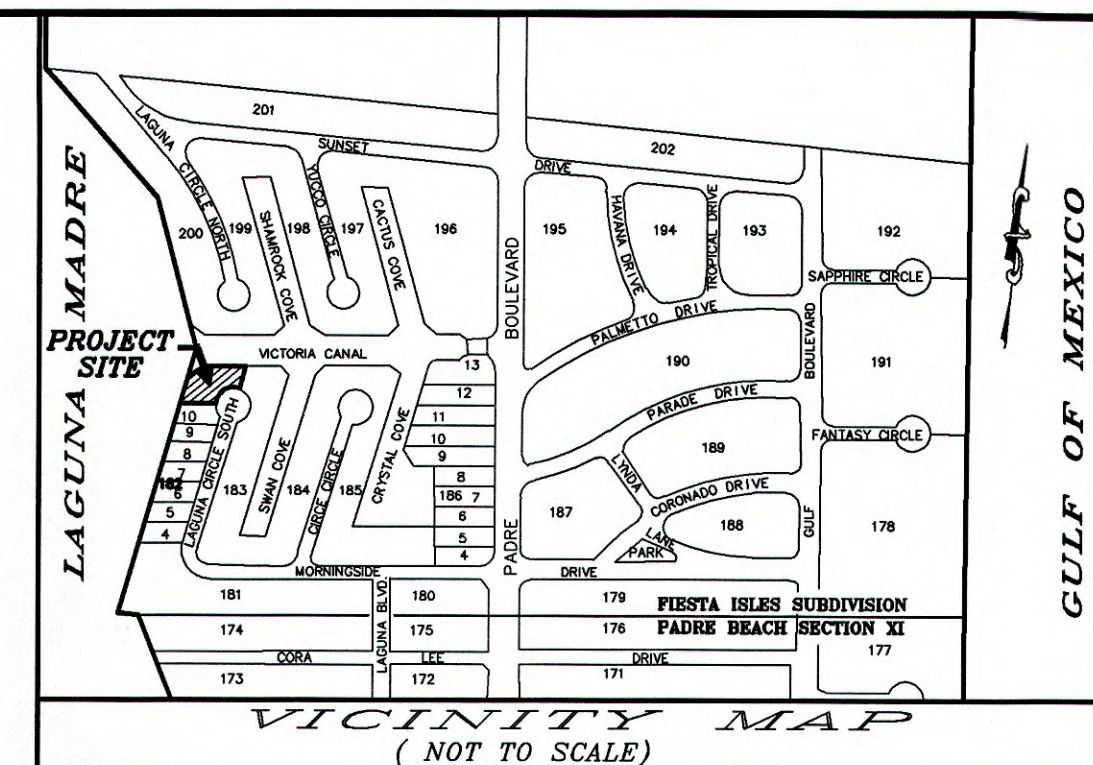 201
SUNSET
DRIVE
202
LAGUNA CIRCLE NORTH
200
199
SHAMROCK COVE
198
YUCCO CIRCLE
197
CACTUS COVE
196
BOULEVARD
195
HAVANA DRIVE
194
TROPICAL DRIVE
193
192
SAPPHIRE CIRCLE
LAGUNA MADRE
GULF OF MEXICO
PROJECT
SITE
VICTORIA CANAL
PALMETTO DRIVE
190
BOULEVARD
191
13
12
11
10
9
8
186 7
6
5
4
10
9
8
7
182
6
5
4
LAGUNA CIRCLE SOUTH
183
SWAN COVE
184
CIRCE CIRCLE
185
CRYSTAL COVE
PARADE DRIVE
189
FANTASY CIRCLE
LYNDA
LANE
CORONADO DRIVE
187
188
GULF
178
PARK
PADRE
MORNINGSIDE
DRIVE
181
LAGUNA BLVD.
180
179
FIESTA ISLES SUBDIVISION
174
175
176
PADRE BEACH SECTION XI
177
CORA
LEE
DRIVE
173
172
171
VICINITY MAP
( NOT TO SCALE)